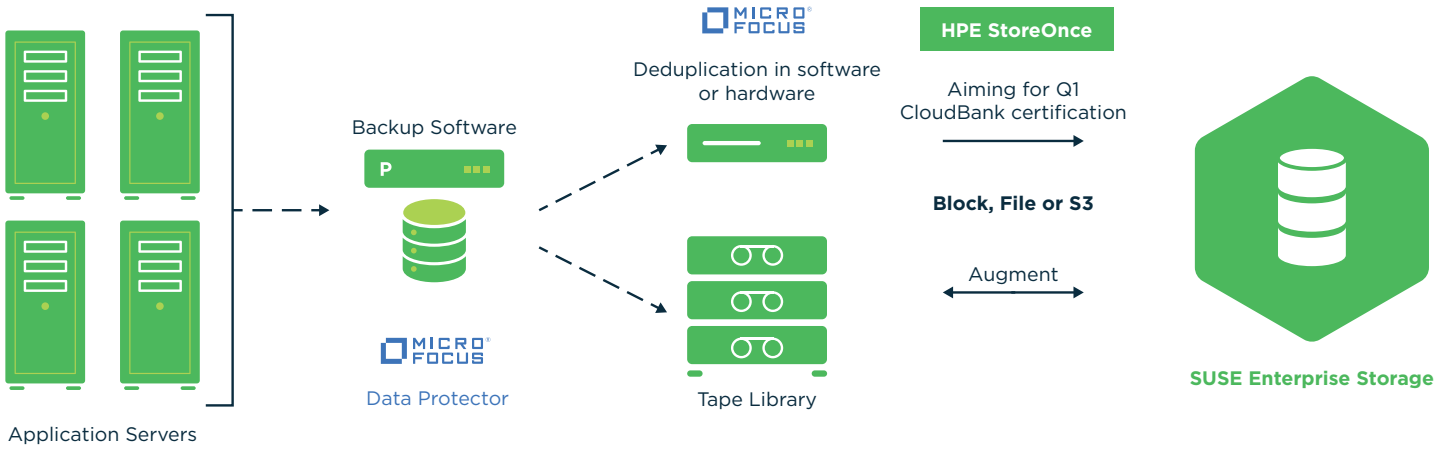 Application Servers
Backup Software
P
MICRO
FOCUS®
Data Protector
MICRO
FOCUS®
Deduplication in software
or hardware
Tape Library
HPE StoreOnce
Aiming for Q1
CloudBank certification
Block, File or S3
Augment
SUSE Enterprise Storage